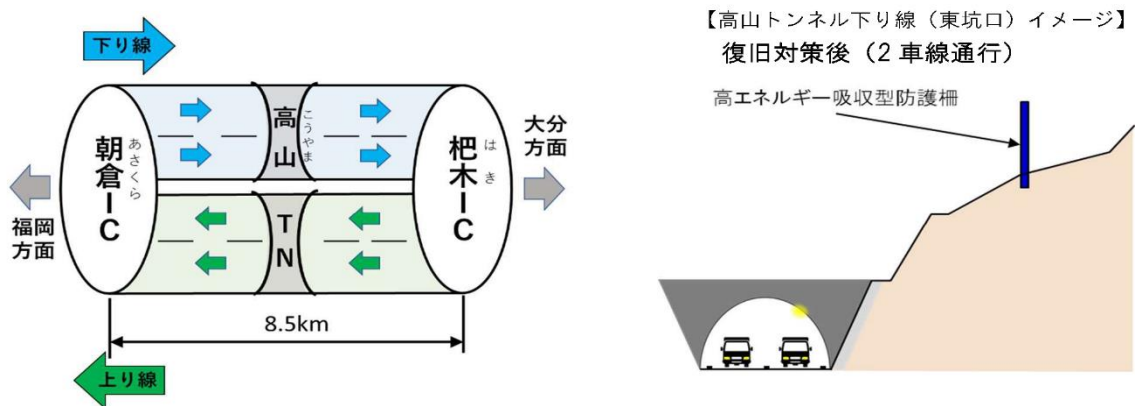 下り線
朝倉IC
あさくら
高山
こうやま
TN
杷木IC
はき
福岡
方面
大分
方面
8.5km
上り線
【高山トンネル下り線（東坑口）イメージ】
復旧対策後（2車線通行）
高エネルギー吸収型防護柵